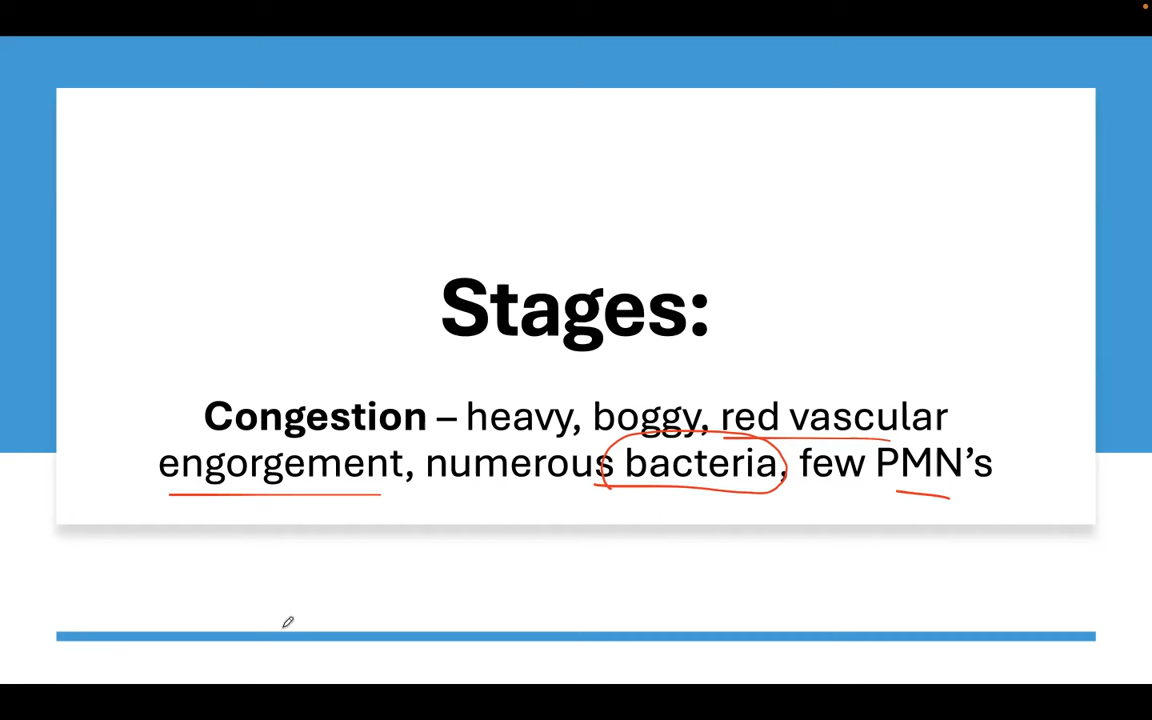 Stages:
Congestion – heavy, boggy, red vascular
engorgement, numerous bacteria, few PMN’s